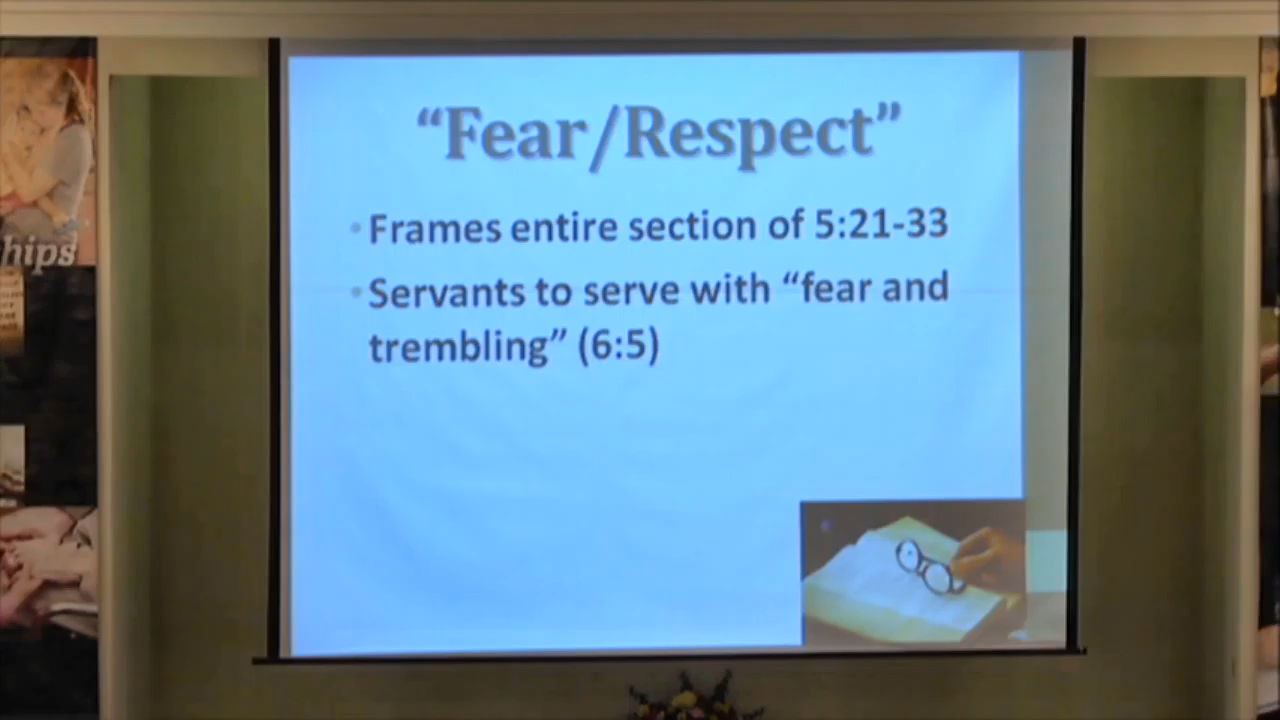 “Fear/Respect”
• Frames entire section of 5:21-33
• Servants to serve with “fear and
trembling” (6:5)
hips